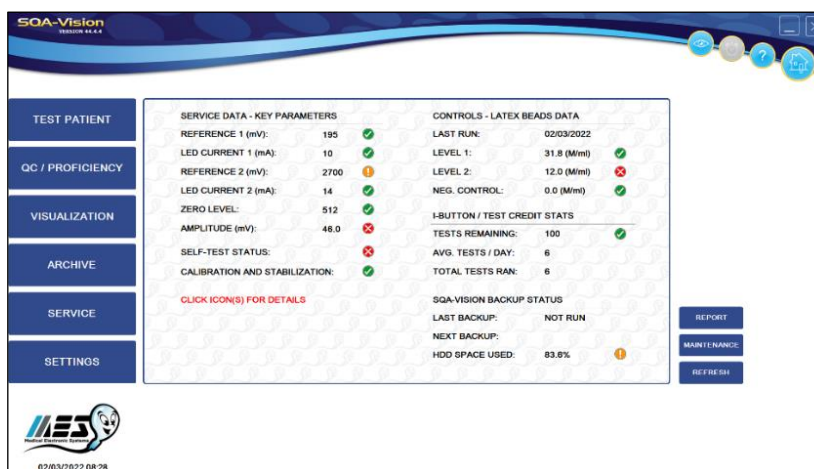 SQA-Vision
VERSION 44.4.4
TEST PATIENT
QC / PROFICIENCY
VISUALIZATION
ARCHIVE
SERVICE
SETTINGS
SERVICE DATA - KEY PARAMETERS
REFERENCE 1 (mV): 195
LED CURRENT 1 (mA): 10
REFERENCE 2 (mV): 2700
LED CURRENT 2 (mA): 14
ZERO LEVEL: 512
AMPLITUDE (mV): 46.0
SELF-TEST STATUS:
CALIBRATION AND STABILIZATION:
CLICK ICON(S) FOR DETAILS
CONTROLS - LATEX BEADS DATA
LAST RUN: 02/03/2022
LEVEL 1: 31.8 (M/ml)
LEVEL 2: 12.0 (M/ml)
NEG. CONTROL: 0.0 (M/ml)
I-BUTTON / TEST CREDIT STATS
TESTS REMAINING: 100
AVG. TESTS / DAY: 6
TOTAL TESTS RAN: 6
SQA-VISION BACKUP STATUS
LAST BACKUP: NOT RUN
NEXT BACKUP:
HDD SPACE USED: 83.6%
REPORT
MAINTENANCE
REFRESH
MES
Medical Electronic Systems
02/03/2022 08:28